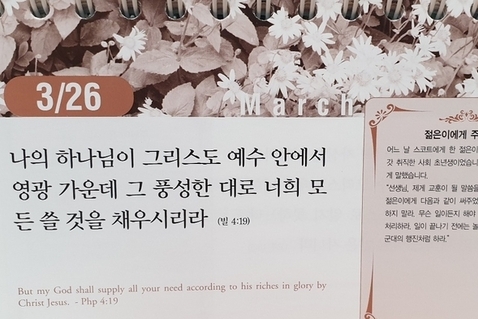 3/26
March
나의 하나님이 그리스도 예수 안에서
영광 가운데 그 풍성한 대로 너희 모
든 쓸 것을 채우시리라 (빌 4:19)
But my God shall supply all your need according to his riches in glory by
Christ Jesus. - Php 4:19
젊은이에게 주
어느 날 스코트에게 한 젊은이
갓 취직한 사회 초년생이었습니
게 말했습니다.
"선생님, 제게 교훈이 될 말씀을
젊은이에게 다음과 같이 써주었
하지 말라. 무슨 일이든지 해야
처리하라, 일이 끝나기 전에는 놀
군대의 행진처럼 하라."